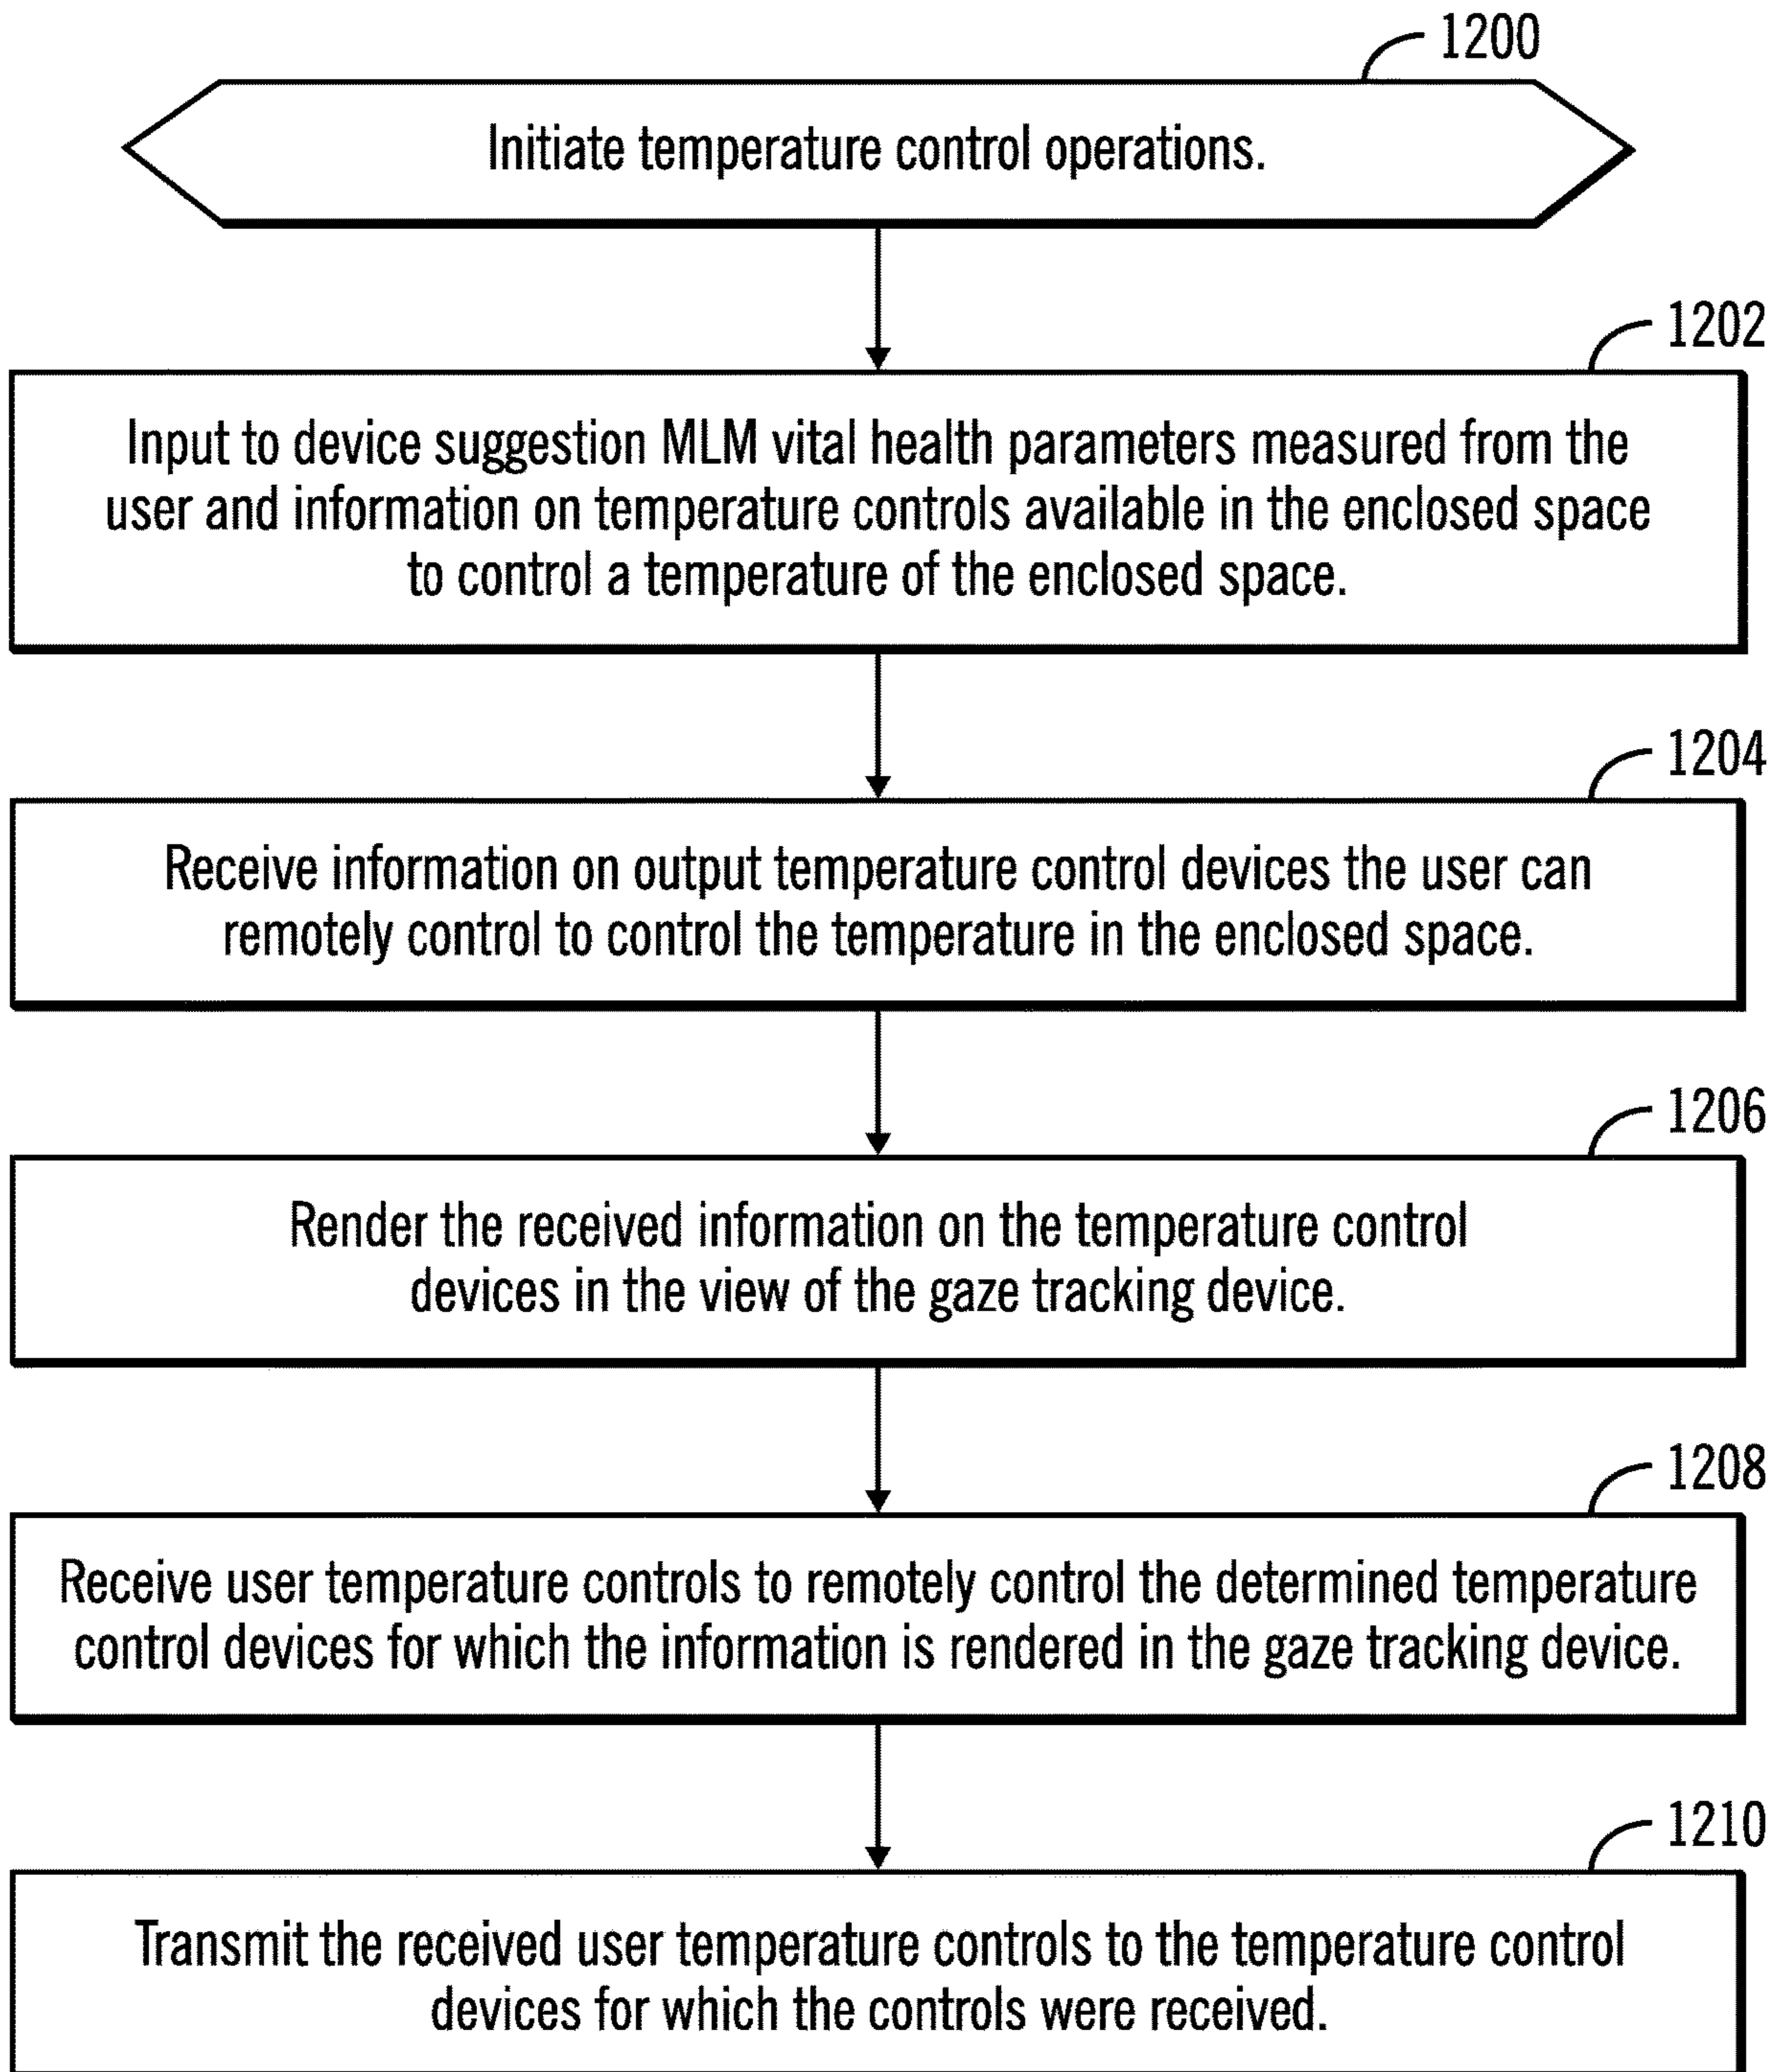 1200
Initiate temperature control operations.
1202
Input to device suggestion MLM vital health parameters measured from the
user and information on temperature controls available in the enclosed space
to control a temperature of the enclosed space.
1204
Receive information on output temperature control devices the user can
remotely control to control the temperature in the enclosed space.
1206
Render the received information on the temperature control
devices in the view of the gaze tracking device.
1208
Receive user temperature controls to remotely control the determined temperature
control devices for which the information is rendered in the gaze tracking device.
1210
Transmit the received user temperature controls to the temperature control
devices for which the controls were received.